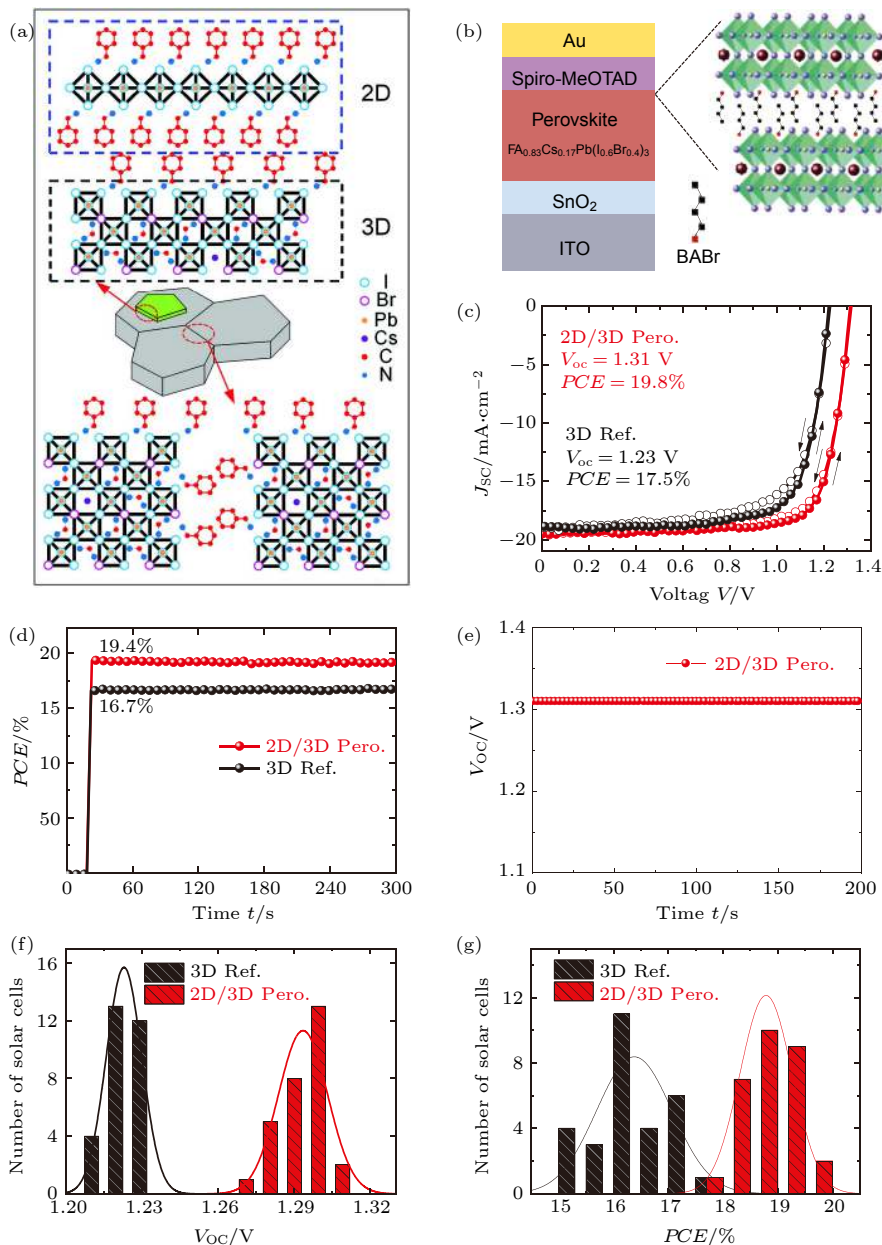 (a)
2D
3D
I
Br
Pb
Cs
C
N
(b)
Au
Spiro-MeOTAD
Perovskite
FA0.83Cs0.17Pb(I0.6Br0.4)3
SnO2
ITO
BABr
(c)
2D/3D Pero.
Voc = 1.31 V
PCE = 19.8%
3D Ref.
Voc = 1.23 V
PCE = 17.5%
0
−5
−10
−15
−20
JSC/mA·cm−2
0 0.2 0.4 0.6 0.8 1.0 1.2 1.4
Voltag V/V
(d)
19.4%
16.7%
2D/3D Pero.
3D Ref.
20
15
10
50
0
PCE/%
0 60 120 180 240 300
Time t/s
(e)
2D/3D Pero.
1.4
1.3
1.2
1.1
VOC/V
0 50 100 150 200
Time t/s
(f)
3D Ref.
2D/3D Pero.
16
12
8
4
0
Number of solar cells
1.20 1.23 1.26 1.29 1.32
VOC/V
(g)
3D Ref.
2D/3D Pero.
12
8
4
0
Number of solar cells
15 16 17 18 19 20
PCE/%